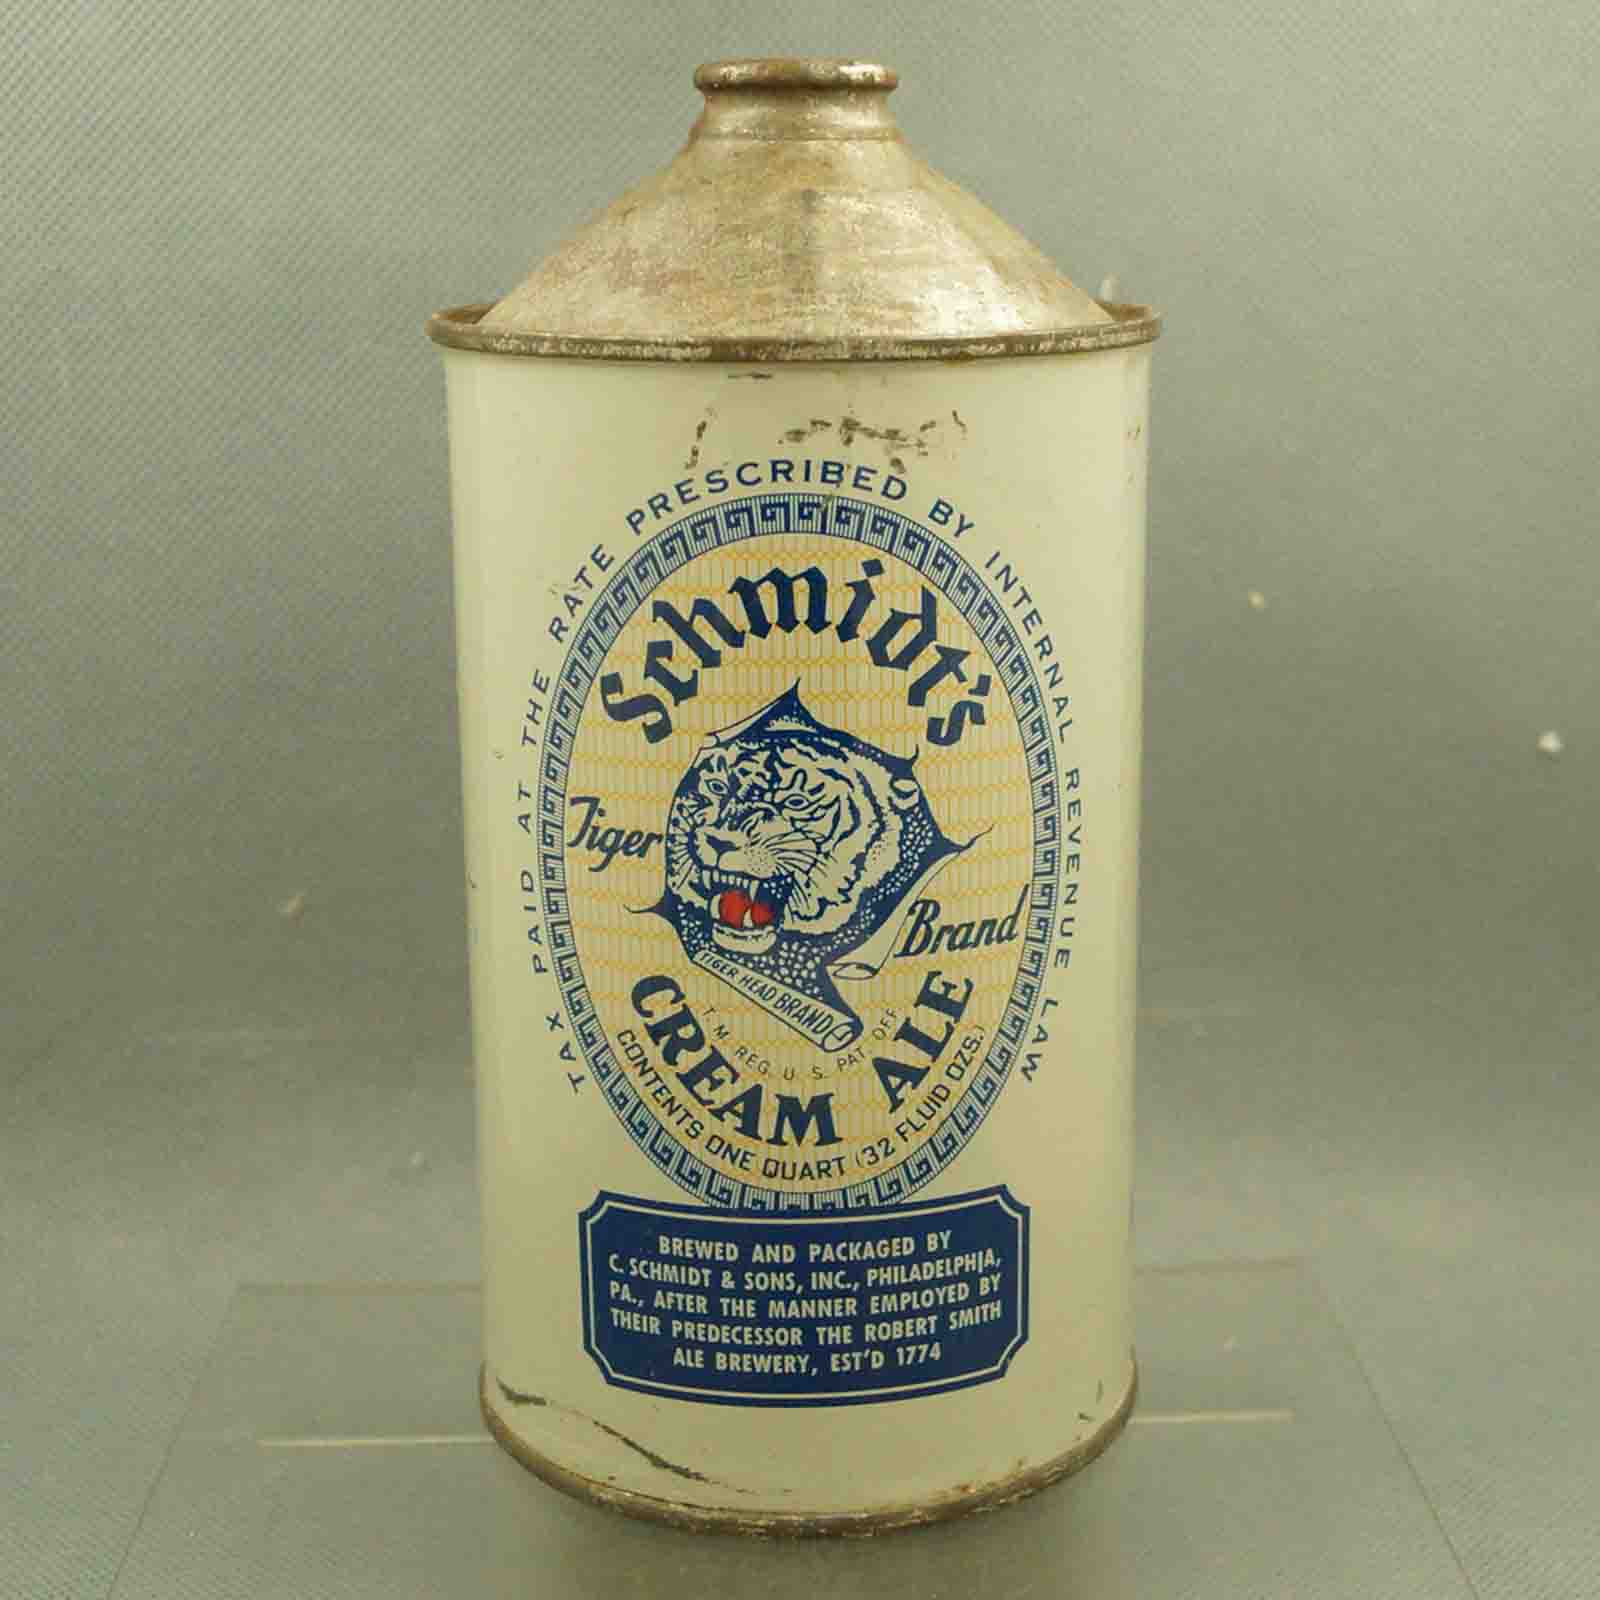 TAX PAID AT THE RATE PRESCRIBED BY INTERNAL REVENUE LAW
Schmidt's
Tiger
Brand
TIGER HEAD BRAND
T. M. REG. U. S. PAT. OFF.
CREAM ALE
CONTENTS ONE QUART (32 FLUID OZS.)
BREWED AND PACKAGED BY
C. SCHMIDT & SONS, INC., PHILADELPHIA,
PA., AFTER THE MANNER EMPLOYED BY
THEIR PREDECESSOR THE ROBERT SMITH
ALE BREWERY, EST'D 1774